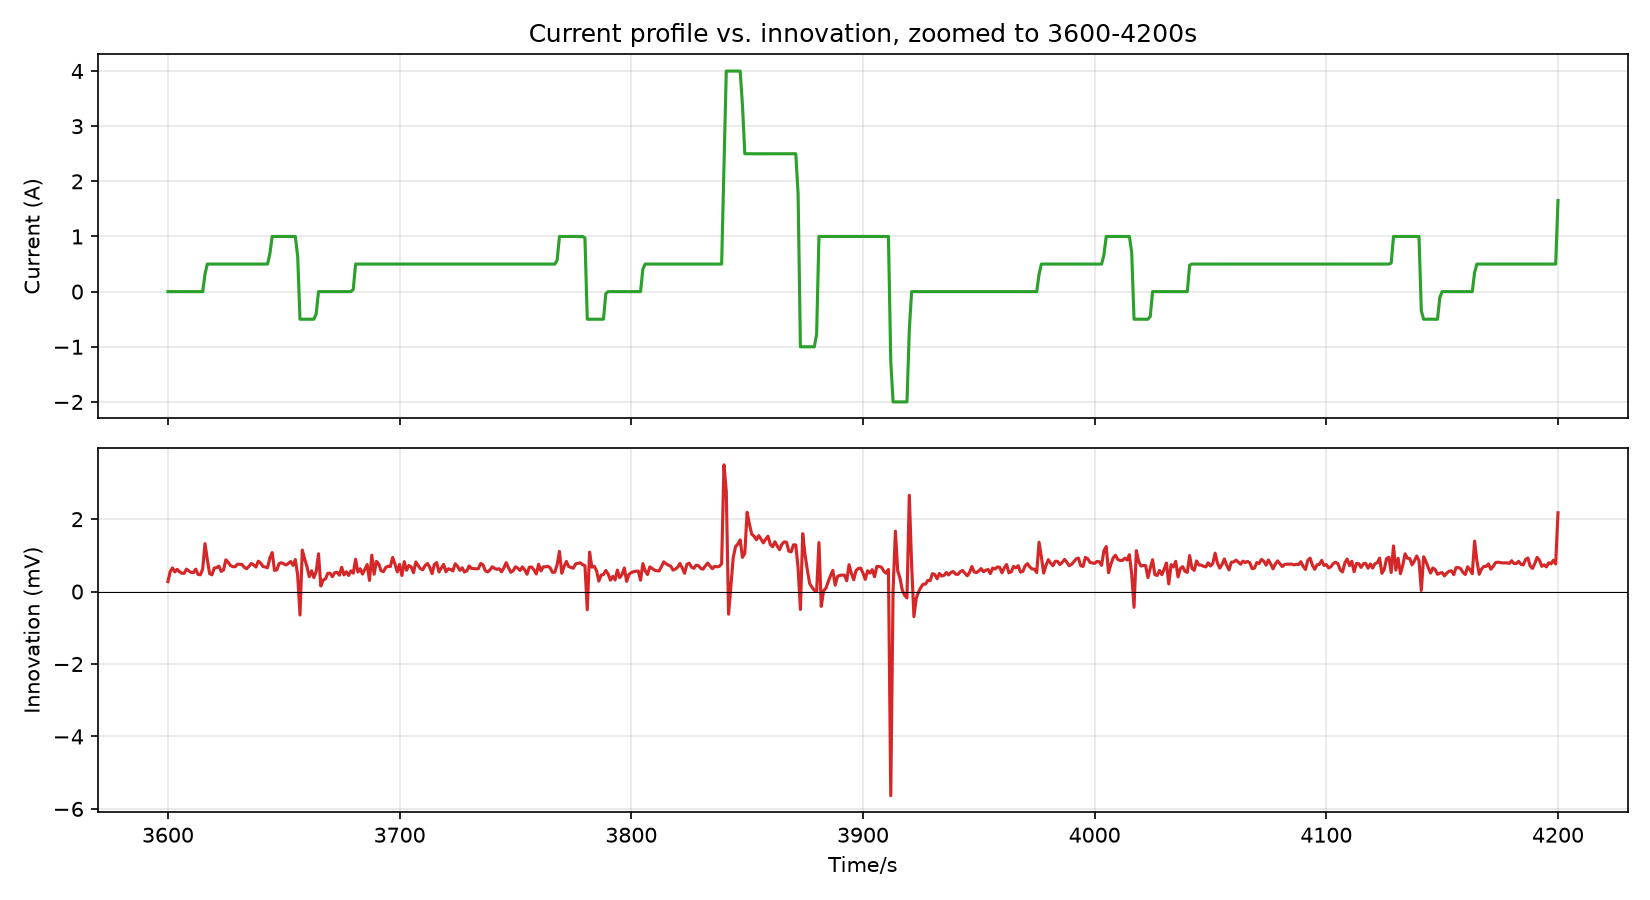 Current profile vs. innovation, zoomed to 3600-4200s
Current (A)
4
3
2
1
0
−1
−2
Innovation (mV)
2
0
−2
−4
−6
3600 3700 3800 3900 4000 4100 4200
Time/s